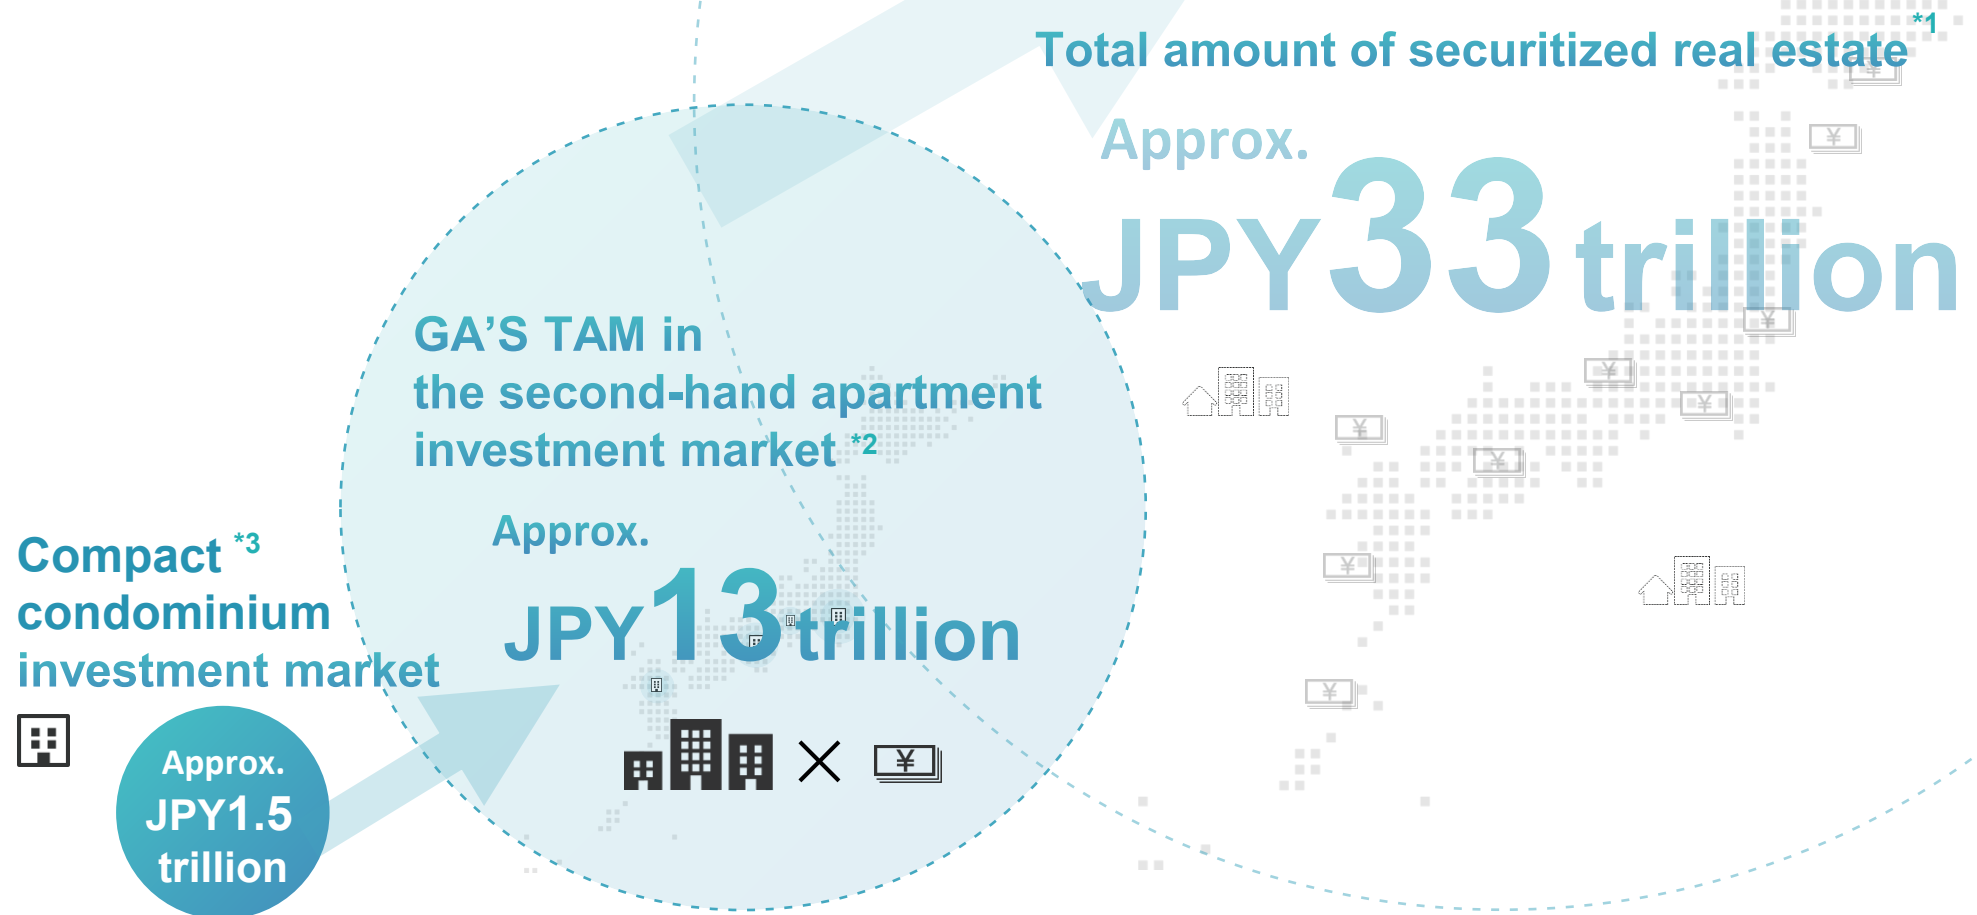 Total amount of securitized real estate *1
Approx.
JPY33 trillion
GA’S TAM in
the second-hand apartment
investment market *2
Approx.
JPY13 trillion
Compact *3
condominium
investment market
Approx.
JPY1.5
trillion
¥
¥
¥
¥
¥
¥
¥
¥
¥
¥